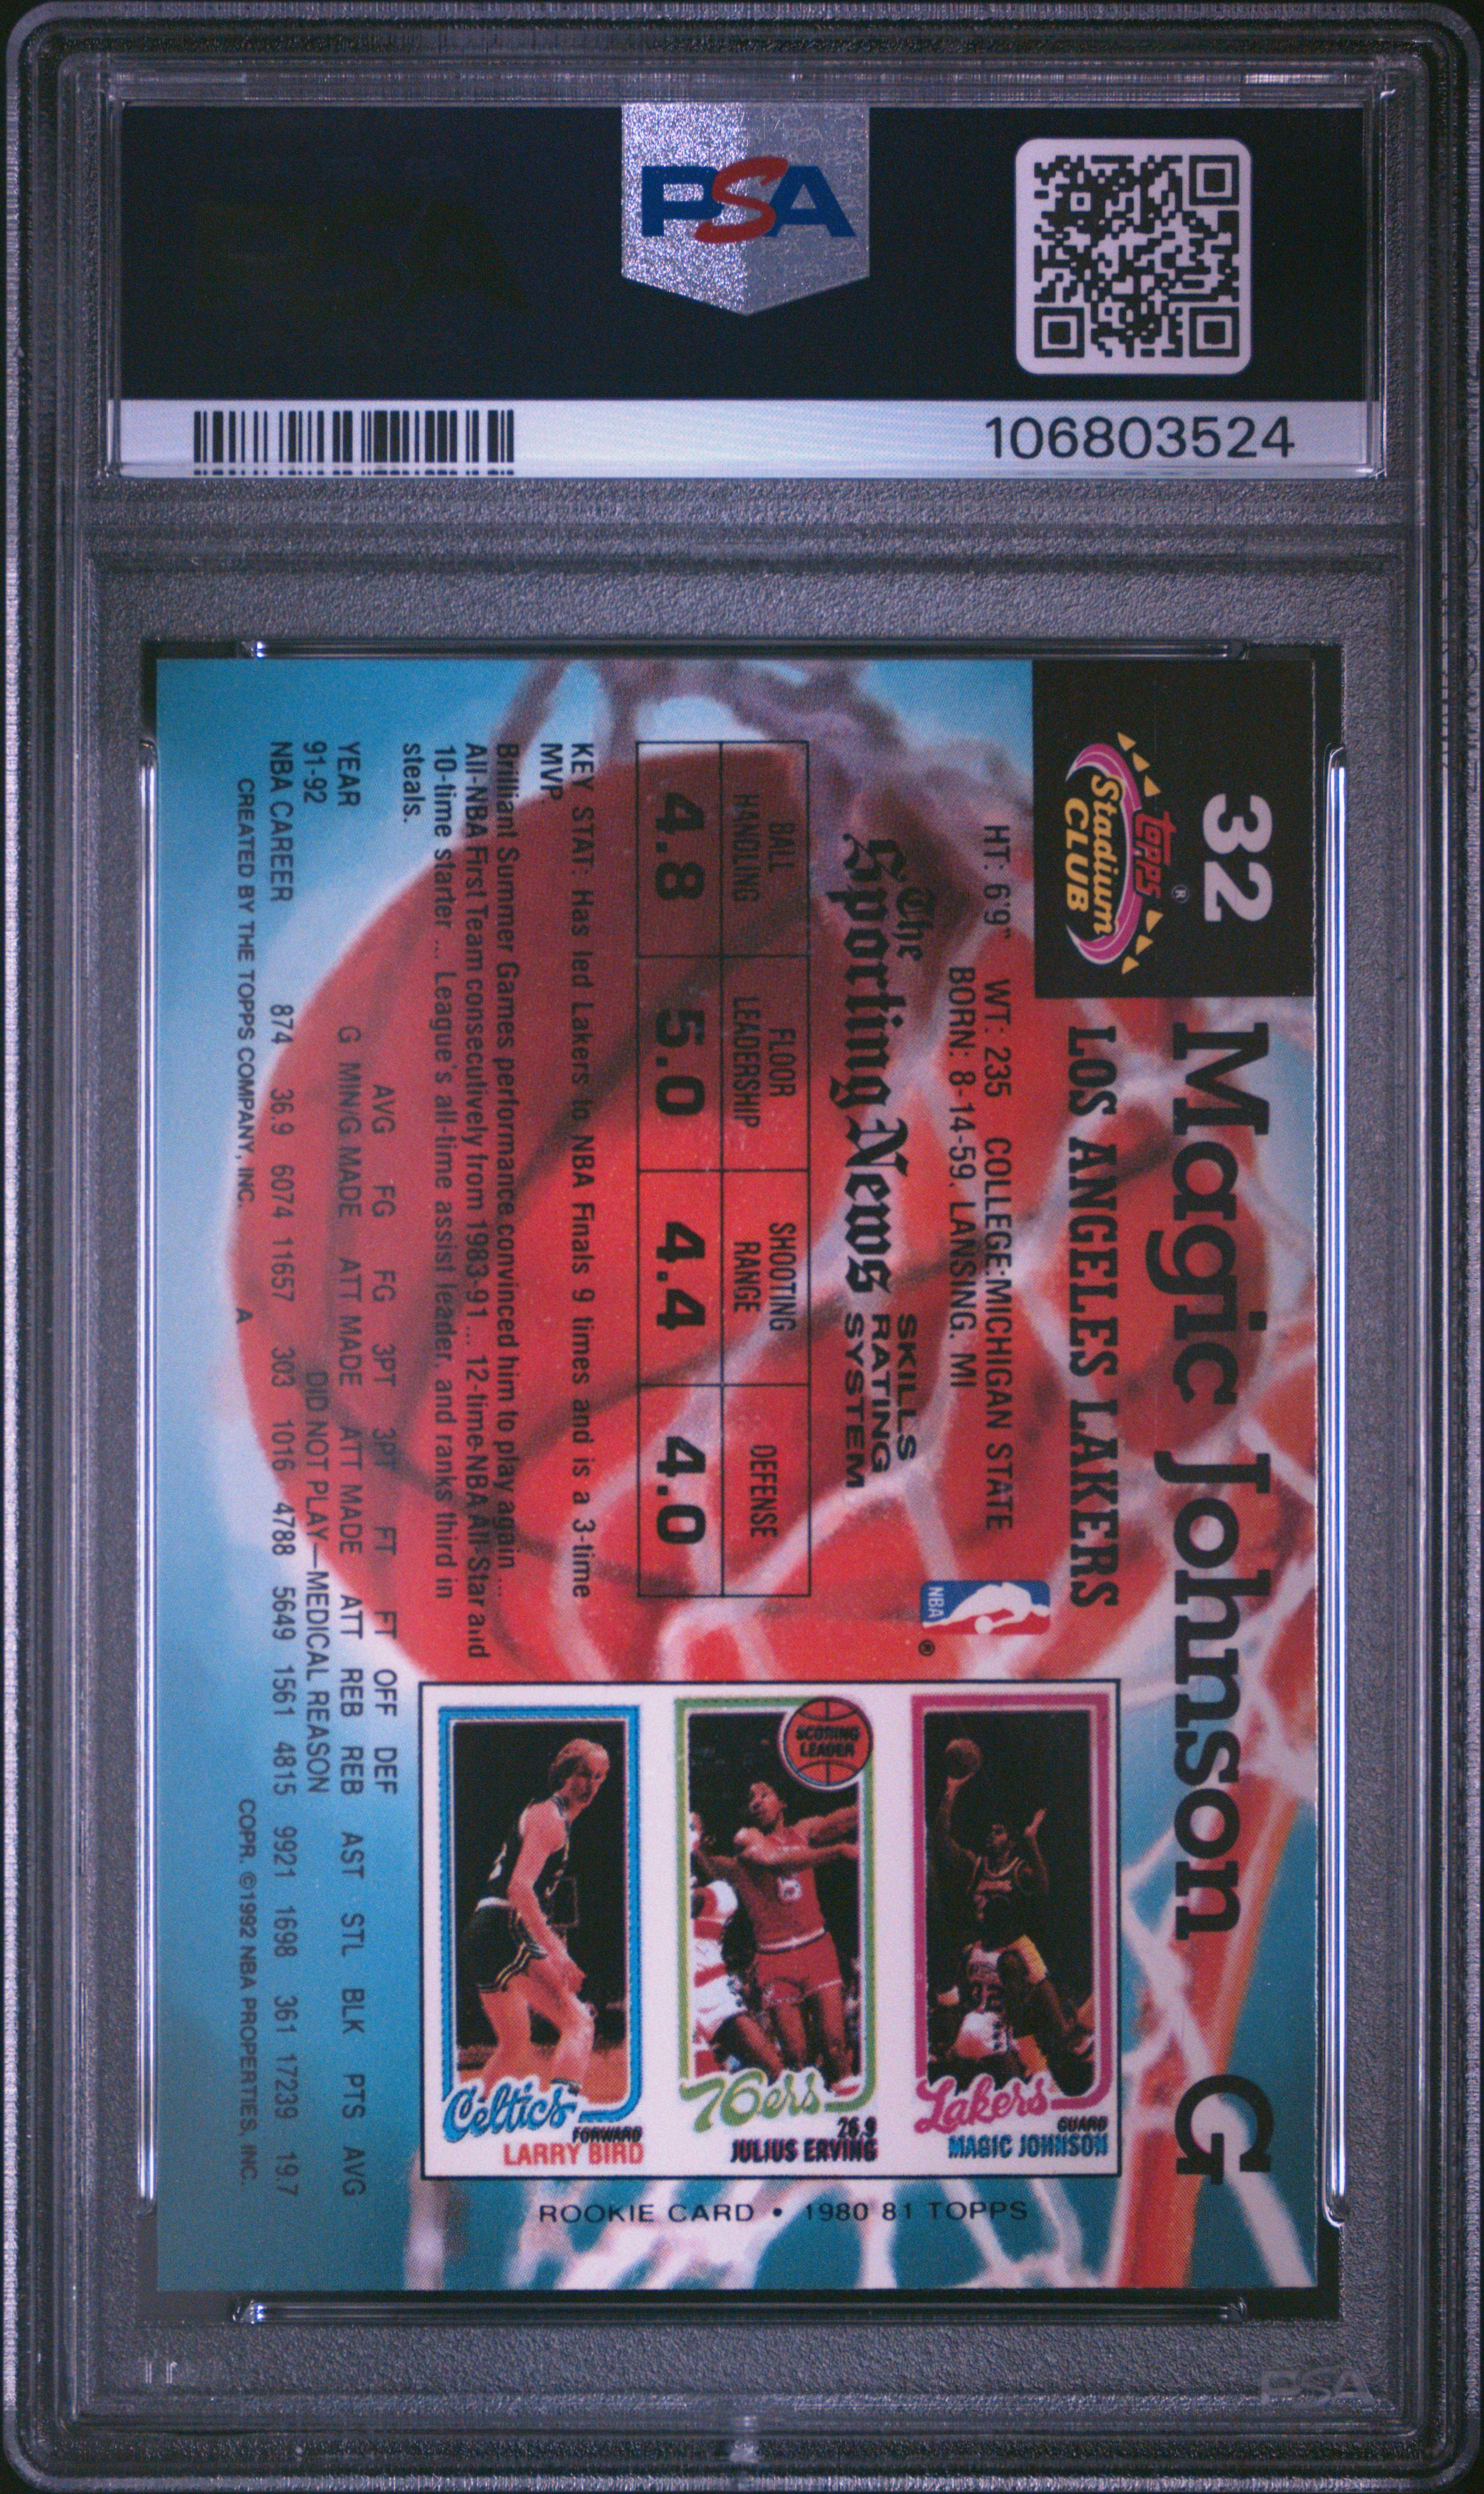 PSA
106803524
32
Magic Johnson G
TOPPS®
Stadium
CLUB
LOS ANGELES LAKERS
HT: 6'9" WT: 235 COLLEGE:MICHIGAN STATE
BORN: 8-14-59, LANSING, MI
NBA
®
The
Sporting News
SKILLS
RATING
SYSTEM
BALL HANDLING FLOOR LEADERSHIP SHOOTING RANGE DEFENSE
4.8 5.0 4.4 4.0
KEY STAT: Has led Lakers to NBA Finals 9 times and is a 3-time
MVP.
Brilliant Summer Games performance convinced him to play again ...
All-NBA First Team consecutively from 1983-91 ... 12-time-NBA All-Star and
10-time starter ... League's all-time assist leader, and ranks third in
steals.
AVG FG FG 3PT 3PT FT FT OFF DEF
YEAR G MIN/G MADE ATT MADE ATT MADE ATT REB REB AST STL BLK PTS AVG
91-92 DID NOT PLAY—MEDICAL REASON
NBA CAREER 874 36.9 6074 11657 303 1016 4788 5649 1561 4815 9921 1698 361 17239 19.7
CREATED BY THE TOPPS COMPANY, INC. A COPR. ©1992 NBA PROPERTIES, INC.
Lakers
GUARD
MAGIC JOHNSON
SCORING
LEADER
76ers
26.9
JULIUS ERVING
Celtics
FORWARD
LARRY BIRD
ROOKIE CARD • 1980 81 TOPPS
PSA